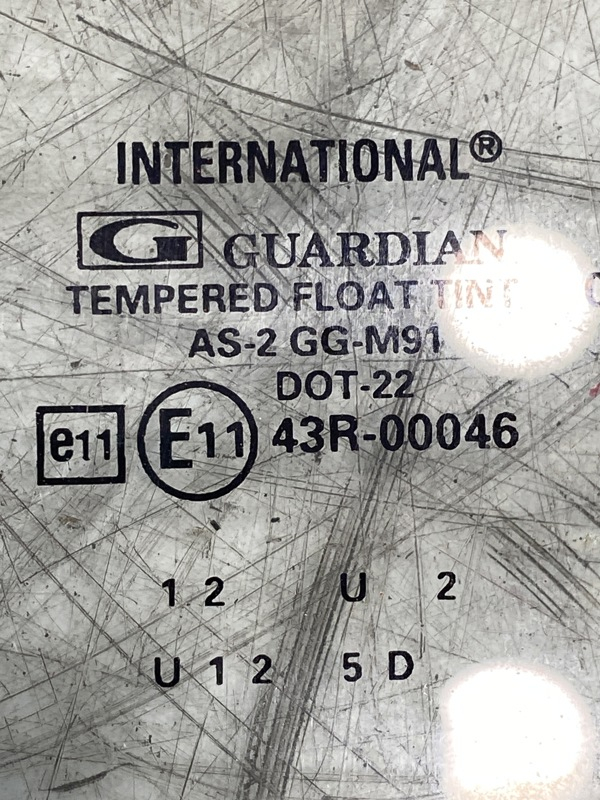 INTERNATIONAL®
G GUARDIAN
TEMPERED FLOAT TINT
AS-2 GG-M91
DOT-22
e11 E11 43R-00046
12 U 2
U12 5D